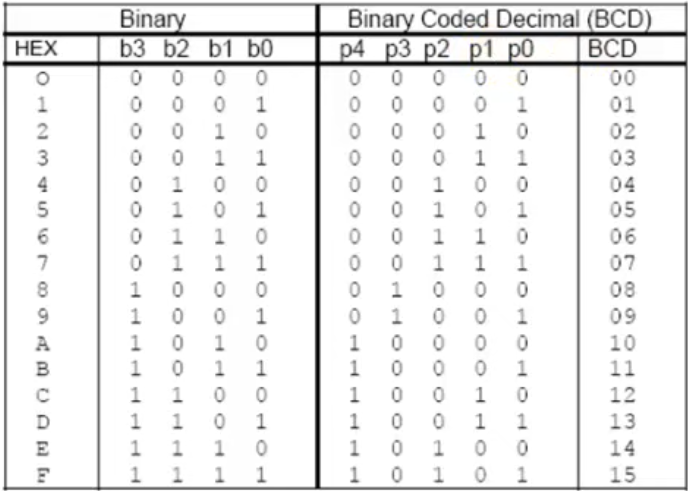 Binary Binary Coded Decimal (BCD)
HEX b3 b2 b1 b0 p4 p3 p2 p1 p0 BCD
0 0 0 0 0 0 0 0 0 0 00
1 0 0 0 1 0 0 0 0 1 01
2 0 0 1 0 0 0 0 1 0 02
3 0 0 1 1 0 0 0 1 1 03
4 0 1 0 0 0 0 1 0 0 04
5 0 1 0 1 0 0 1 0 1 05
6 0 1 1 0 0 0 1 1 0 06
7 0 1 1 1 0 0 1 1 1 07
8 1 0 0 0 0 1 0 0 0 08
9 1 0 0 1 0 1 0 0 1 09
A 1 0 1 0 1 0 0 0 0 10
B 1 0 1 1 1 0 0 0 1 11
C 1 1 0 0 1 0 0 1 0 12
D 1 1 0 1 1 0 0 1 1 13
E 1 1 1 0 1 0 1 0 0 14
F 1 1 1 1 1 0 1 0 1 15